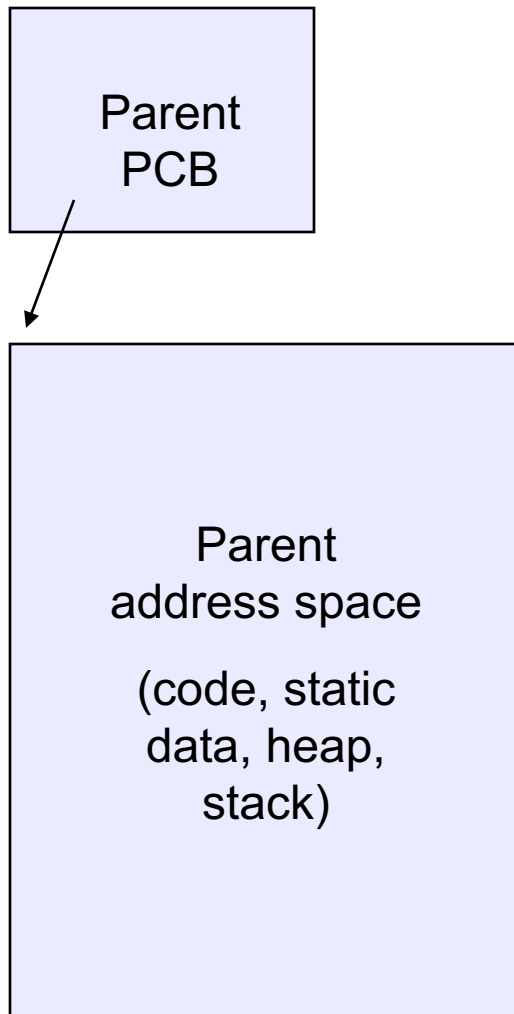 Parent
PCB
Parent
address space
(code, static
data, heap,
stack)